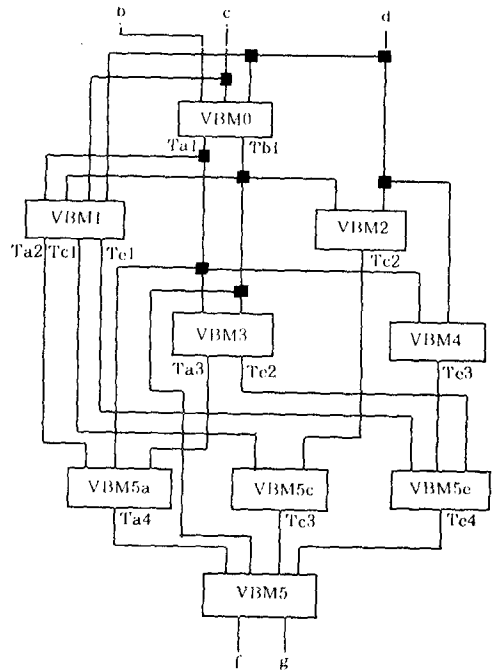 b c d
VBM0
Ta1 Tb1
VBM1 VBM2
Ta2 Tc1 Te1 Tc2
VBM3 VBM4
Ta3 Te2 Te3
VBM5a VBM5c VBM5e
Ta4 Tc3 Te4
VBM5
f g